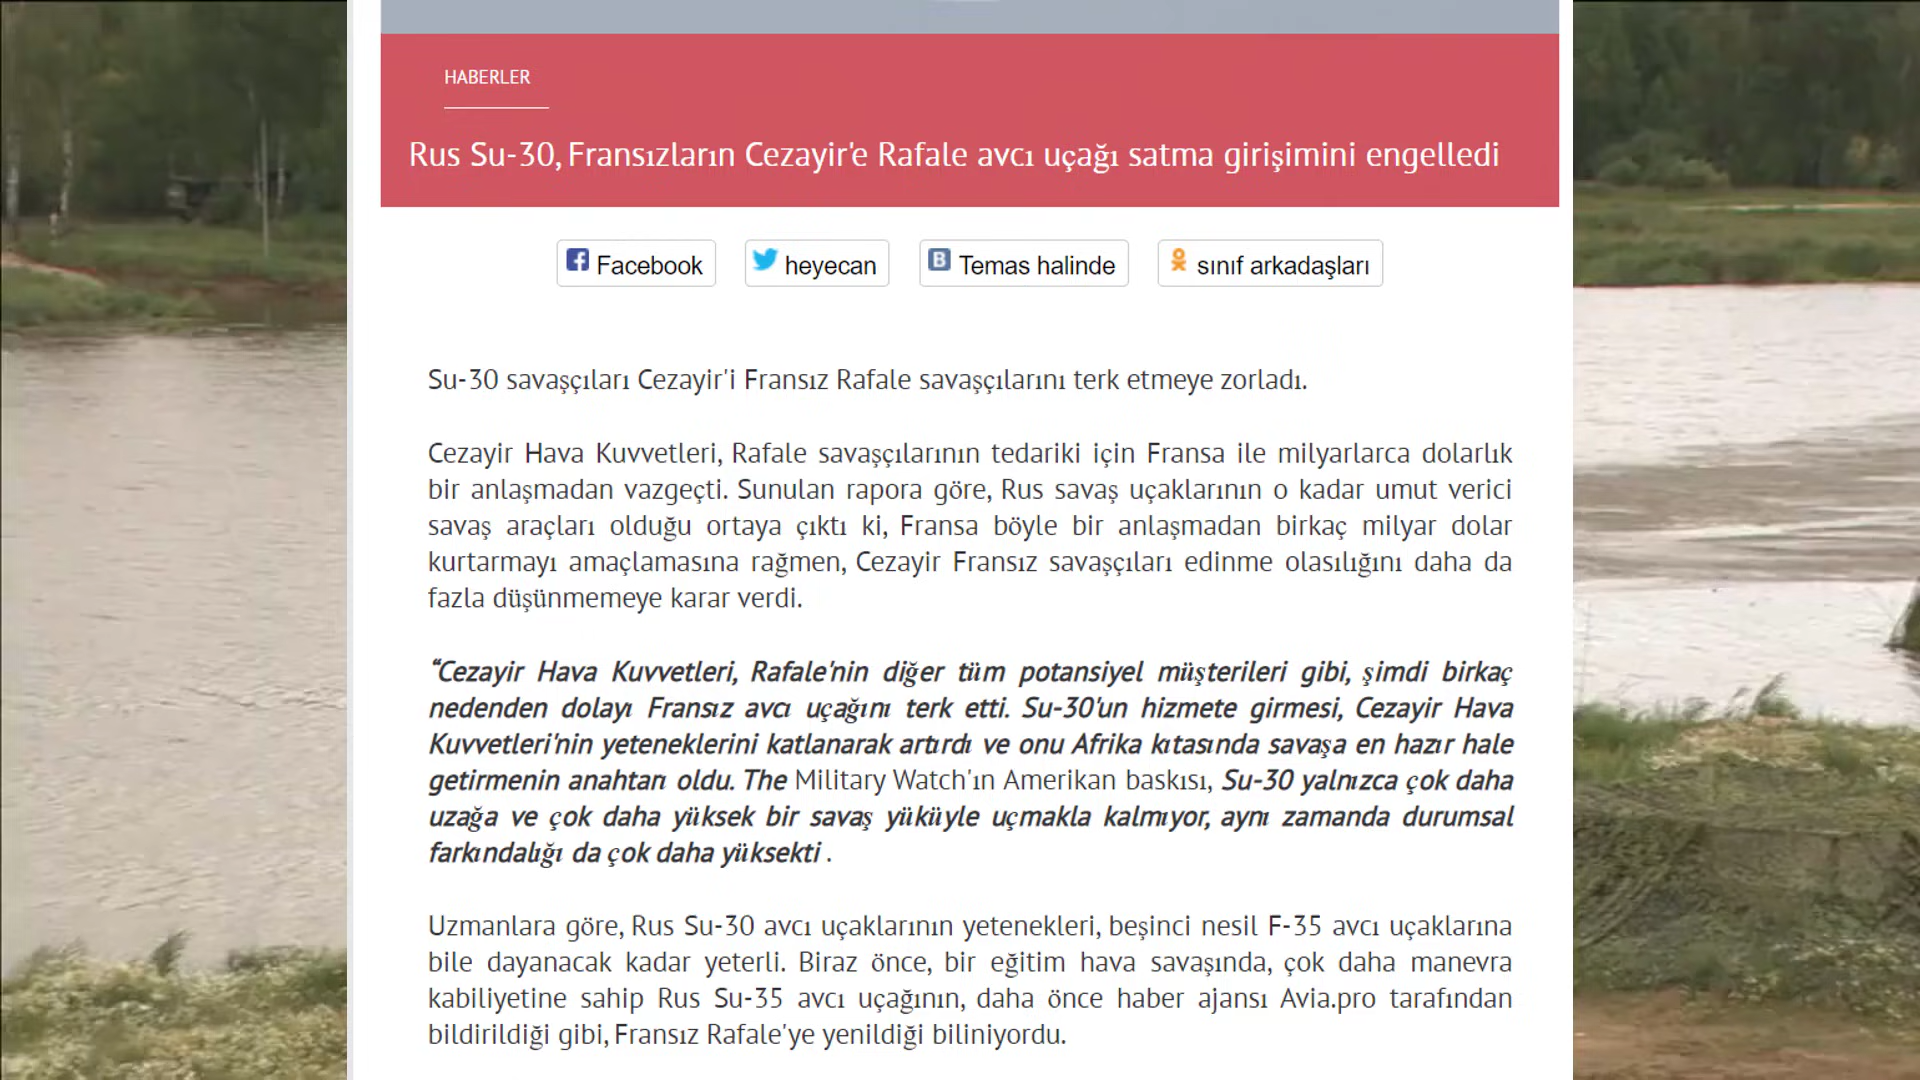 HABERLER
Rus Su-30, Fransızların Cezayir'e Rafale avcı uçağı satma girişimini engelledi
Facebook heyecan Temas halinde sınıf arkadaşları
Su-30 savaşçıları Cezayir'i Fransız Rafale savaşçılarını terk etmeye zorladı.
Cezayir Hava Kuvvetleri, Rafale savaşçılarının tedariki için Fransa ile milyarlarca dolarlık
bir anlaşmadan vazgeçti. Sunulan rapora göre, Rus savaş uçaklarının o kadar umut verici
savaş araçları olduğu ortaya çıktı ki, Fransa böyle bir anlaşmadan birkaç milyar dolar
kurtarmayı amaçlamasına rağmen, Cezayir Fransız savaşçıları edinme olasılığını daha da
fazla düşünmemeye karar verdi.
“Cezayir Hava Kuvvetleri, Rafale'nin diğer tüm potansiyel müşterileri gibi, şimdi birkaç
nedenden dolayı Fransız avcı uçağını terk etti. Su-30'un hizmete girmesi, Cezayir Hava
Kuvvetleri'nin yeteneklerini katlanarak artırdı ve onu Afrika kıtasında savaşa en hazır hale
getirmenin anahtarı oldu. The Military Watch'ın Amerikan baskısı, Su-30 yalnızca çok daha
uzağa ve çok daha yüksek bir savaş yüküyle uçmakla kalmıyor, aynı zamanda durumsal
farkındalığı da çok daha yüksekti .
Uzmanlara göre, Rus Su-30 avcı uçaklarının yetenekleri, beşinci nesil F-35 avcı uçaklarına
bile dayanacak kadar yeterli. Biraz önce, bir eğitim hava savaşında, çok daha manevra
kabiliyetine sahip Rus Su-35 avcı uçağının, daha önce haber ajansı Avia.pro tarafından
bildirildiği gibi, Fransız Rafale'ye yenildiği biliniyordu.